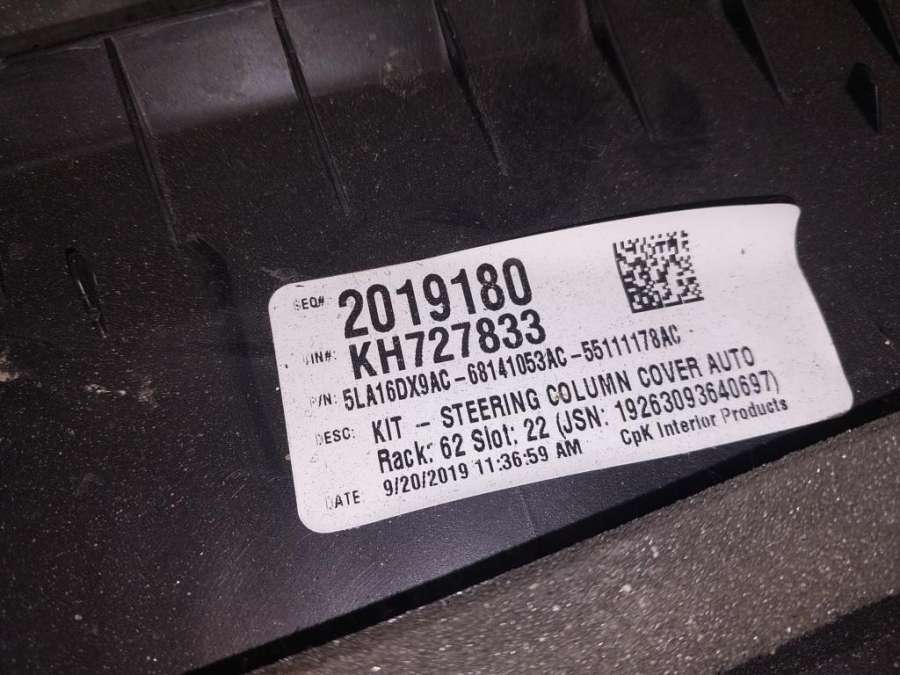 SEQ#: 2019180
VIN#: KH727833
P/N: 5LA16DX9AC-68141053AC-55111178AC
DESC: KIT - STEERING COLUMN COVER AUTO
Rack: 62 Slot: 22 (JSN: 19263093640697)
DATE 9/20/2019 11:36:59 AM CpK Interior Products